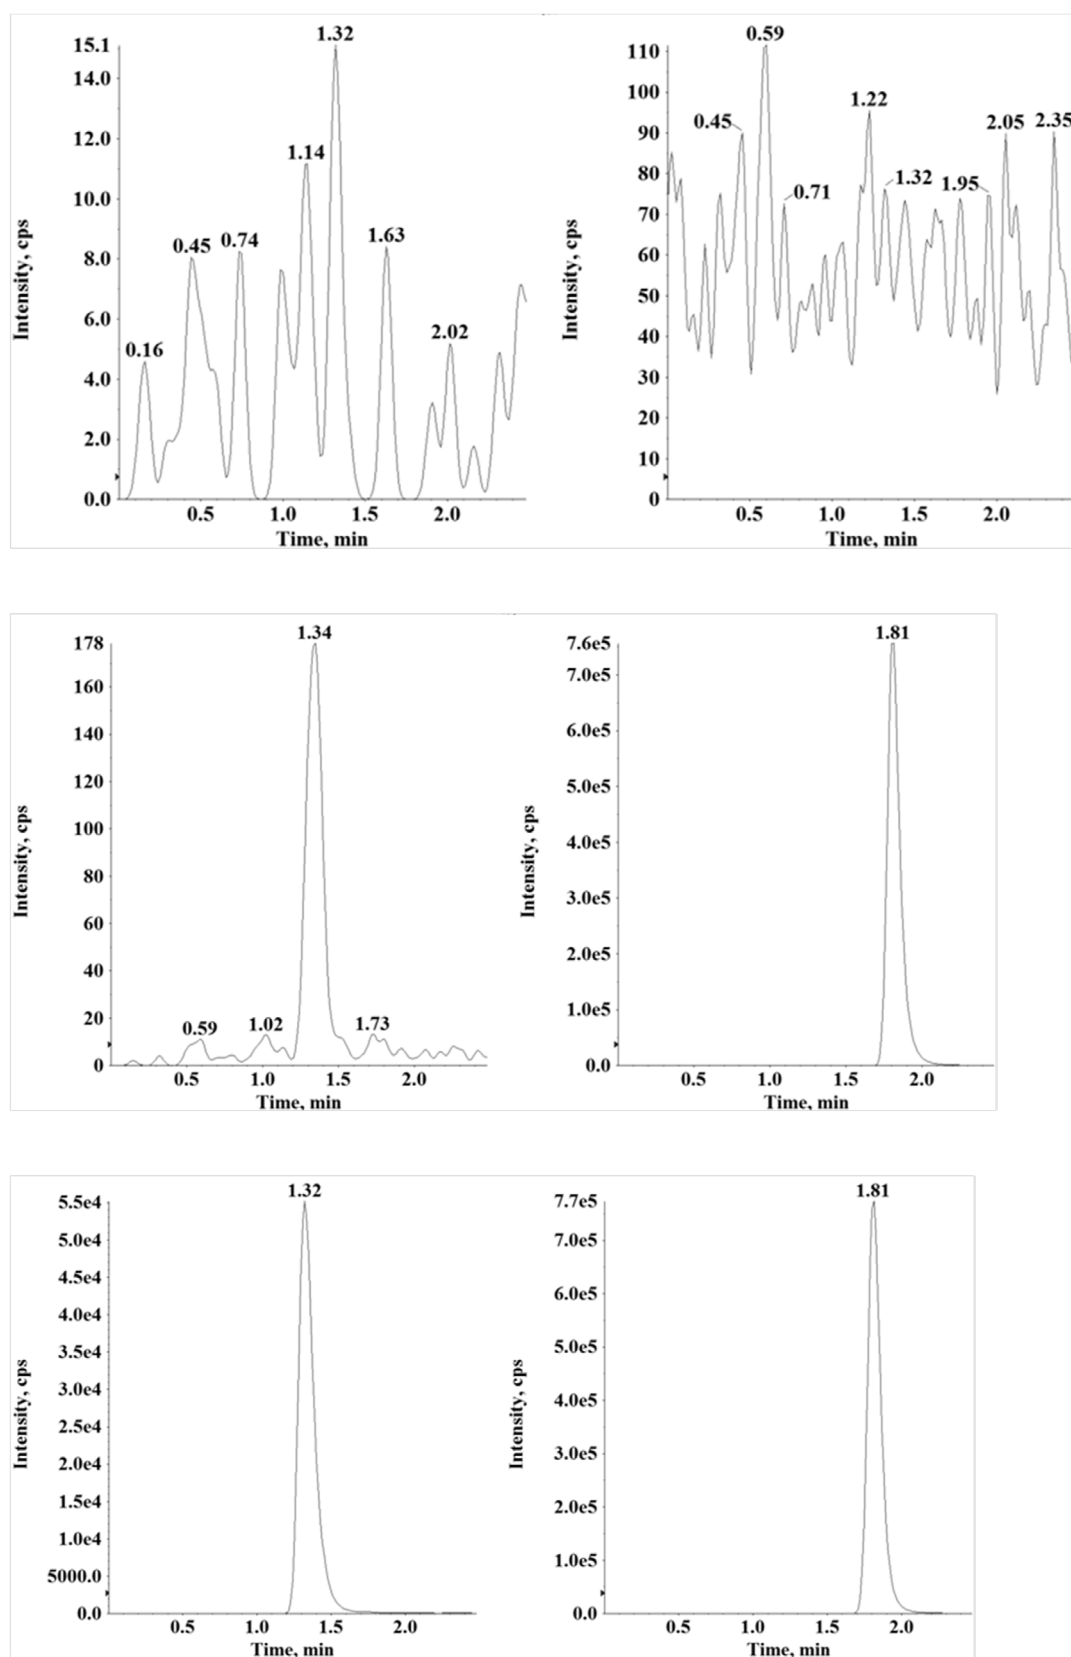 1.32
15.1
14.0
12.0
1.14
10.0
0.45
0.74
1.63
8.0
6.0
0.16
2.02
4.0
2.0
0.0
0.5 1.0 1.5 2.0
Time, min
Intensity, cps
0.59
110
100
1.22
0.45
2.05
2.35
90
80
0.71
1.32
1.95
70
60
50
40
30
20
10
0
0.5 1.0 1.5 2.0
Time, min
Intensity, cps
1.34
178
160
140
120
100
80
60
40
20
0.59
1.02
1.73
0
0.5 1.0 1.5 2.0
Time, min
Intensity, cps
1.81
7.6e5
7.0e5
6.0e5
5.0e5
4.0e5
3.0e5
2.0e5
1.0e5
0.0
0.5 1.0 1.5 2.0
Time, min
Intensity, cps
1.32
5.5e4
5.0e4
4.5e4
4.0e4
3.5e4
3.0e4
2.5e4
2.0e4
1.5e4
1.0e4
5000.0
0.0
0.5 1.0 1.5 2.0
Time, min
Intensity, cps
1.81
7.7e5
7.0e5
6.0e5
5.0e5
4.0e5
3.0e5
2.0e5
1.0e5
0.0
0.5 1.0 1.5 2.0
Time, min
Intensity, cps